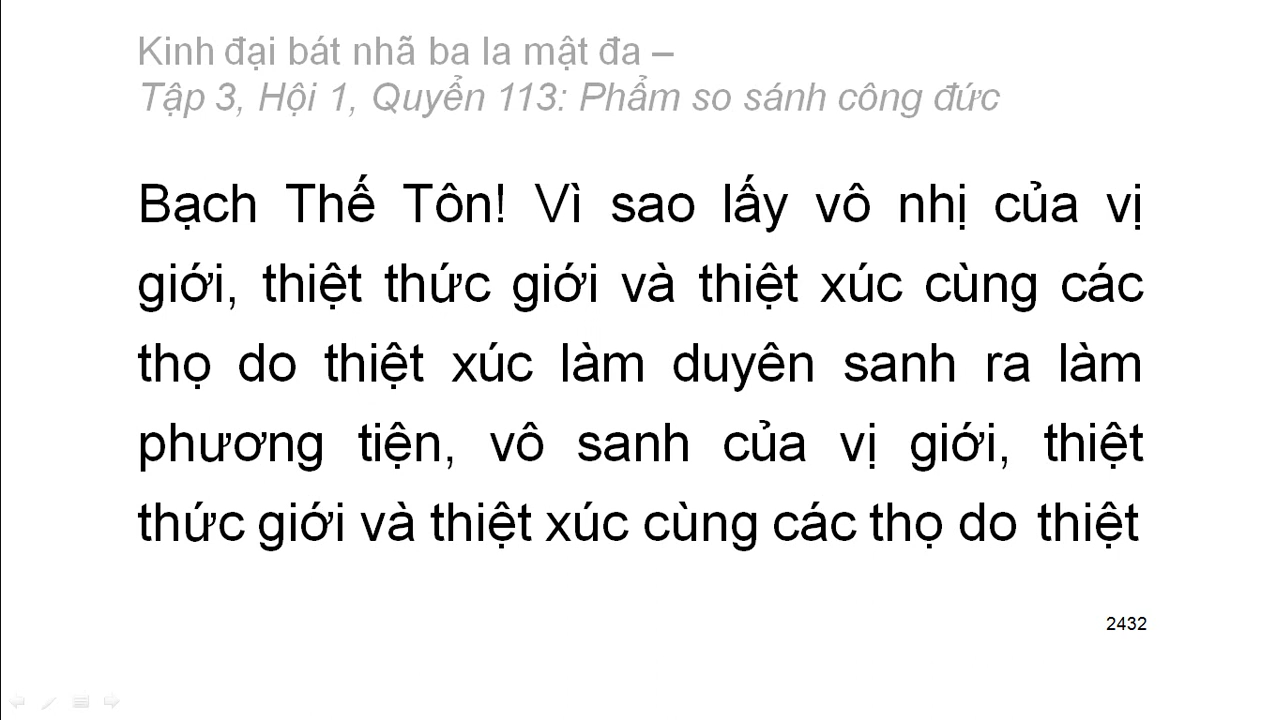 Kinh đại bát nhã ba la mật đa –
Tập 3, Hội 1, Quyển 113: Phẩm so sánh công đức
Bạch Thế Tôn! Vì sao lấy vô nhị của vị
giới, thiệt thức giới và thiệt xúc cùng các
thọ do thiệt xúc làm duyên sanh ra làm
phương tiện, vô sanh của vị giới, thiệt
thức giới và thiệt xúc cùng các thọ do thiệt
2432